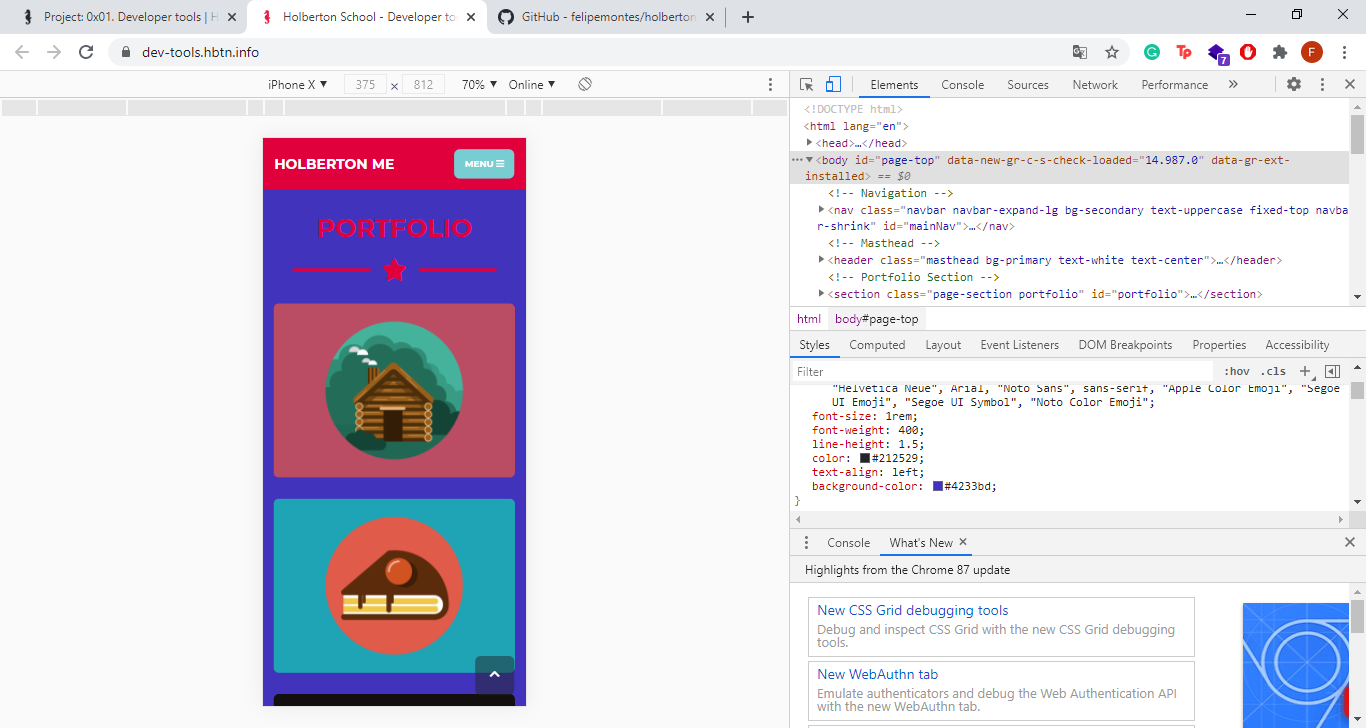 Project: 0x01. Developer tools | H
Holberton School - Developer to
GitHub - felipemontes/holberton
dev-tools.hbtn.info
7
F
iPhone X ▼ 375 x 812 70% ▼ Online ▼
Elements Console Sources Network Performance »
HOLBERTON ME
MENU
PORTFOLIO
<!DOCTYPE html>
<html lang="en">
<head>…</head>
<body id="page-top" data-new-gr-c-s-check-loaded="14.987.0" data-gr-ext-
installed> == $0
<!-- Navigation -->
<nav class="navbar navbar-expand-lg bg-secondary text-uppercase fixed-top navba
r-shrink" id="mainNav">…</nav>
<!-- Masthead -->
<header class="masthead bg-primary text-white text-center">…</header>
<!-- Portfolio Section -->
<section class="page-section portfolio" id="portfolio">…</section>
html body#page-top
Styles Computed Layout Event Listeners DOM Breakpoints Properties Accessibility
Filter :hov .cls +
"Helvetica Neue", Arial, "Noto Sans", sans-serif, "Apple Color Emoji", "Segoe
UI Emoji", "Segoe UI Symbol", "Noto Color Emoji";
font-size: 1rem;
font-weight: 400;
line-height: 1.5;
color: #212529;
text-align: left;
background-color: #4233bd;
}
Console What's New
Highlights from the Chrome 87 update
New CSS Grid debugging tools
Debug and inspect CSS Grid with the new CSS Grid debugging
tools.
New WebAuthn tab
Emulate authenticators and debug the Web Authentication API
with the new WebAuthn tab.